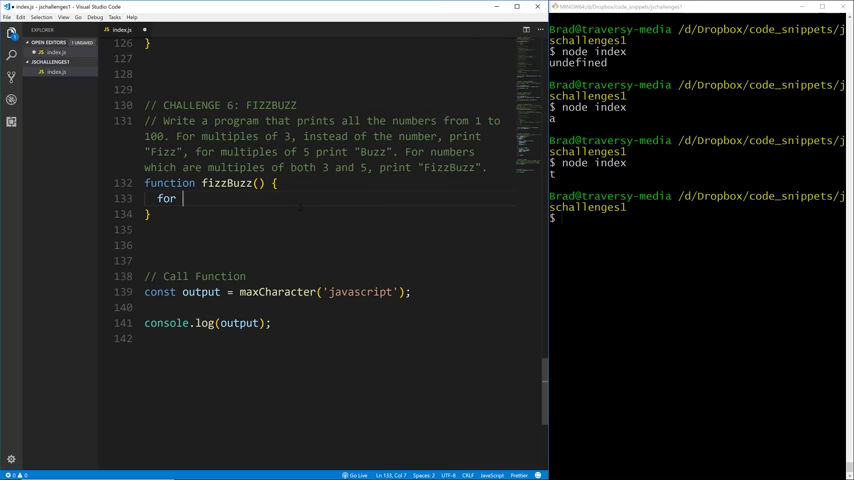 index.js - jschallenges1 - Visual Studio Code
File Edit Selection View Go Debug Tasks Help
EXPLORER
OPEN EDITORS 1 UNSAVED
index.js
JSCHALLENGES1
index.js
index.js
126 }
127
128
129
130 // CHALLENGE 6: FIZZBUZZ
131 // Write a program that prints all the numbers from 1 to
100. For multiples of 3, instead of the number, print
"Fizz", for multiples of 5 print "Buzz". For numbers
which are multiples of both 3 and 5, print "FizzBuzz".
132 function fizzBuzz() {
133 for
134 }
135
136
137
138 // Call Function
139 const output = maxCharacter('javascript');
140
141 console.log(output);
142
0 0
Go Live Ln 133, Col 7 Spaces: 2 UTF-8 CRLF JavaScript Prettier
MINGW64:/d/Dropbox/code_snippets/jschallenges1
Brad@traversy-media /d/Dropbox/code_snippets/j
schallenges1
$ node index
undefined
Brad@traversy-media /d/Dropbox/code_snippets/j
schallenges1
$ node index
a
Brad@traversy-media /d/Dropbox/code_snippets/j
schallenges1
$ node index
t
Brad@traversy-media /d/Dropbox/code_snippets/j
schallenges1
$